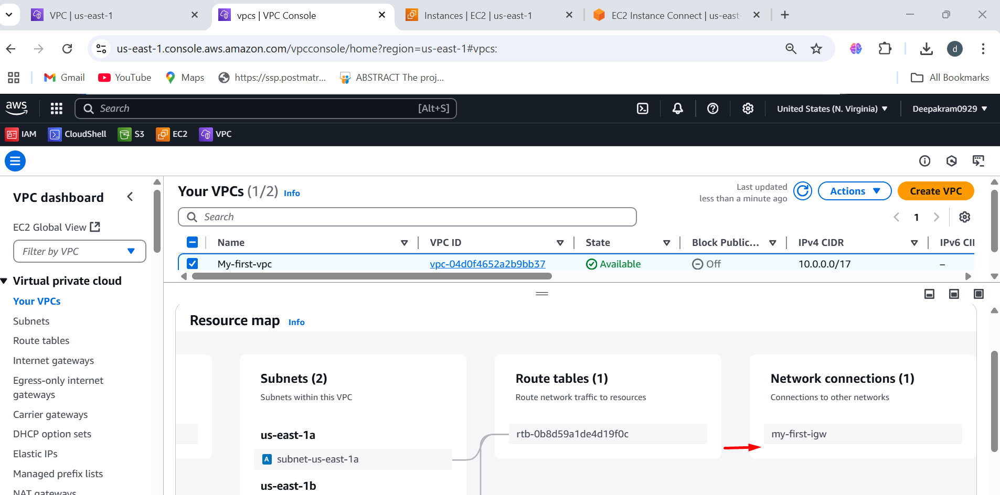 VPC | us-east-1
vpcs | VPC Console
Instances | EC2 | us-east-1
EC2 Instance Connect | us-east-
us-east-1.console.aws.amazon.com/vpcconsole/home?region=us-east-1#vpcs:
d
Gmail
YouTube
Maps
https://ssp.postmatr...
ABSTRACT The proj...
All Bookmarks
aws
Search
[Alt+S]
United States (N. Virginia)
Deepakram0929
IAM
CloudShell
S3
EC2
VPC
VPC dashboard
EC2 Global View
Filter by VPC
Virtual private cloud
Your VPCs
Subnets
Route tables
Internet gateways
Egress-only internet
gateways
Carrier gateways
DHCP option sets
Elastic IPs
Managed prefix lists
NAT gateways
Your VPCs (1/2) Info
Last updated
less than a minute ago
Actions
Create VPC
Search
1
Name
VPC ID
State
Block Public...
IPv4 CIDR
IPv6 CII
My-first-vpc
vpc-04d0f4652a2b9bb37
Available
Off
10.0.0.0/17
–
Resource map Info
Subnets (2)
Subnets within this VPC
us-east-1a
A subnet-us-east-1a
us-east-1b
Route tables (1)
Route network traffic to resources
rtb-0b8d59a1de4d19f0c
Network connections (1)
Connections to other networks
my-first-igw